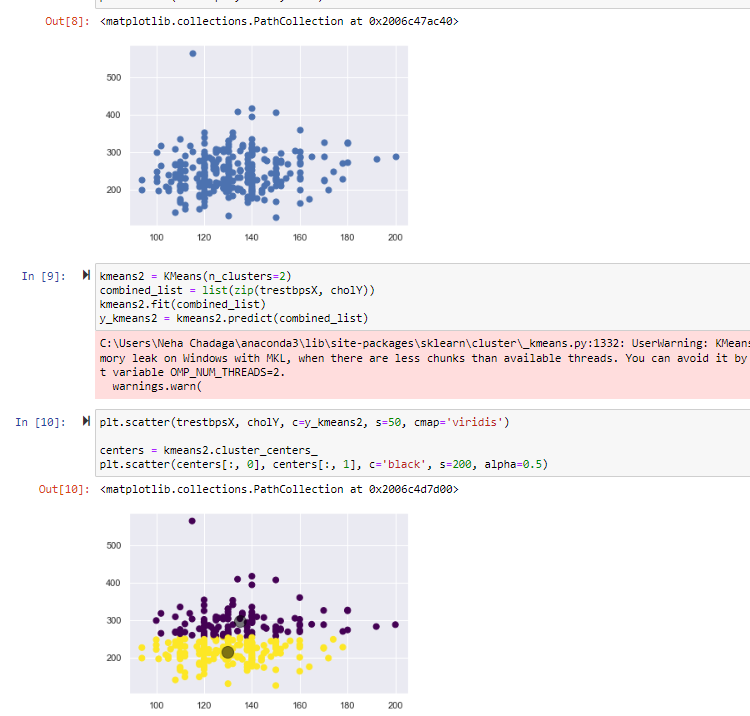 Out[8]: <matplotlib.collections.PathCollection at 0x2006c47ac40>
500
400
300
200
100 120 140 160 180 200
In [9]:
kmeans2 = KMeans(n_clusters=2)
combined_list = list(zip(trestbpsX, cholY))
kmeans2.fit(combined_list)
y_kmeans2 = kmeans2.predict(combined_list)
C:\Users\Neha Chadaga\anaconda3\lib\site-packages\sklearn\cluster\_kmeans.py:1332: UserWarning: KMeans
mory leak on Windows with MKL, when there are less chunks than available threads. You can avoid it by
t variable OMP_NUM_THREADS=2.
warnings.warn(
In [10]:
plt.scatter(trestbpsX, cholY, c=y_kmeans2, s=50, cmap='viridis')
centers = kmeans2.cluster_centers_
plt.scatter(centers[:, 0], centers[:, 1], c='black', s=200, alpha=0.5)
Out[10]: <matplotlib.collections.PathCollection at 0x2006c4d7d00>
500
400
300
200
100 120 140 160 180 200